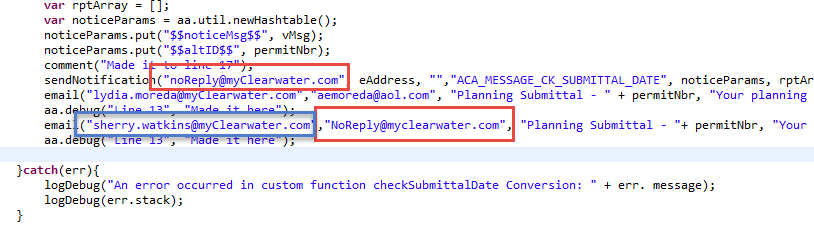 var rptArray = [];
var noticeParams = aa.util.newHashtable();
noticeParams.put("$$noticeMsg$$", vMsg);
noticeParams.put("$$altID$$", permitNbr);
comment("Made it to line 17");
sendNotification("noReply@myClearwater.com", eAddress, "","ACA_MESSAGE_CK_SUBMITTAL_DATE", noticeParams, rptAr
email("lydia.moreda@myClearwater.com","aemoreda@aol.com", "Planning Submittal - " + permitNbr, "Your planning
aa.debug("Line 13", "Made it here");
email("sherry.watkins@myClearwater.com","NoReply@myclearwater.com", "Planning Submittal - "+ permitNbr, "Your
aa.debug("Line 13", "Made it here");
}catch(err){
logDebug("An error occurred in custom function checkSubmittalDate Conversion: " + err. message);
logDebug(err.stack);
}